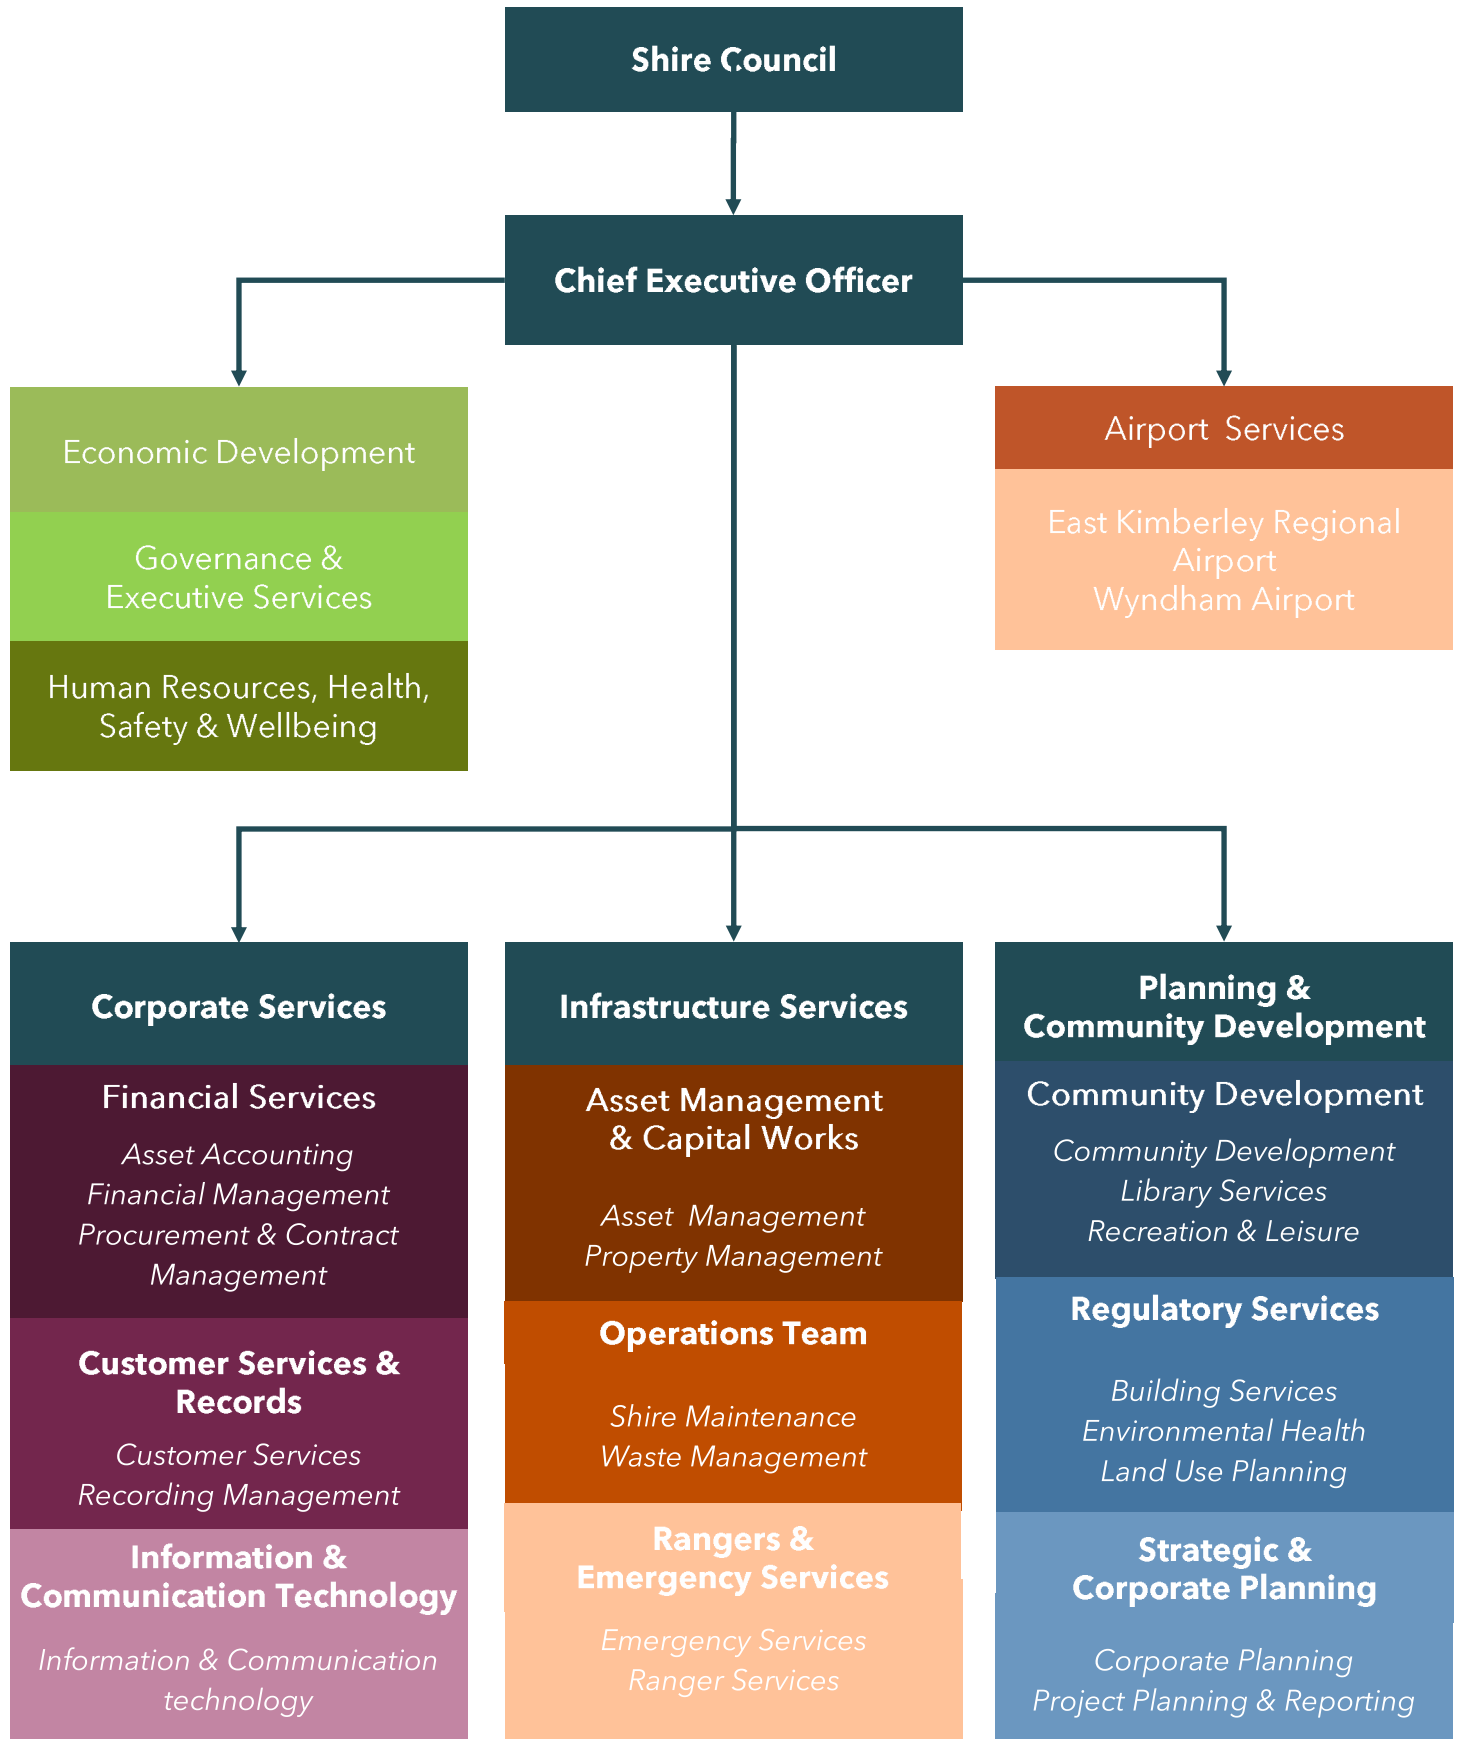 Shire Council
Chief Executive Officer
Economic Development
Governance &
Executive Services
Human Resources, Health,
Safety & Wellbeing
Airport Services
East Kimberley Regional
Airport
Wyndham Airport
Corporate Services
Financial Services
Asset Accounting
Financial Management
Procurement & Contract
Management
Customer Services &
Records
Customer Services
Recording Management
Information &
Communication Technology
Information & Communication
technology
Infrastructure Services
Asset Management
& Capital Works
Asset Management
Property Management
Operations Team
Shire Maintenance
Waste Management
Rangers &
Emergency Services
Emergency Services
Ranger Services
Planning &
Community Development
Community Development
Community Development
Library Services
Recreation & Leisure
Regulatory Services
Building Services
Environmental Health
Land Use Planning
Strategic &
Corporate Planning
Corporate Planning
Project Planning & Reporting